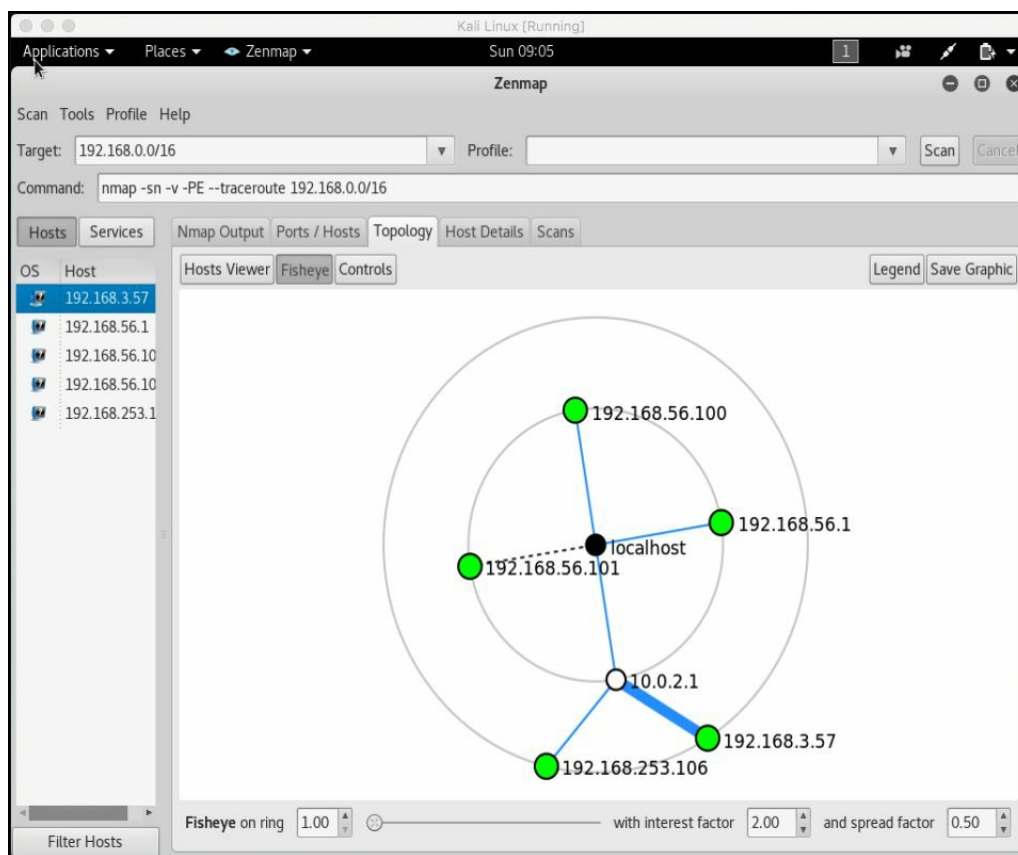 Kali Linux [Running]
Applications Places Zenmap Sun 09:05 1
Zenmap
Scan Tools Profile Help
Target: 192.168.0.0/16 Profile: Scan Cancel
Command: nmap -sn -v -PE --traceroute 192.168.0.0/16
Hosts Services Nmap Output Ports / Hosts Topology Host Details Scans
Hosts Viewer Fisheye Controls Legend Save Graphic
OS Host
192.168.3.57
192.168.56.1
192.168.56.10
192.168.56.10
192.168.253.1
192.168.56.100
192.168.56.1
localhost
192.168.56.101
10.0.2.1
192.168.3.57
192.168.253.106
Fisheye on ring 1.00 with interest factor 2.00 and spread factor 0.50
Filter Hosts